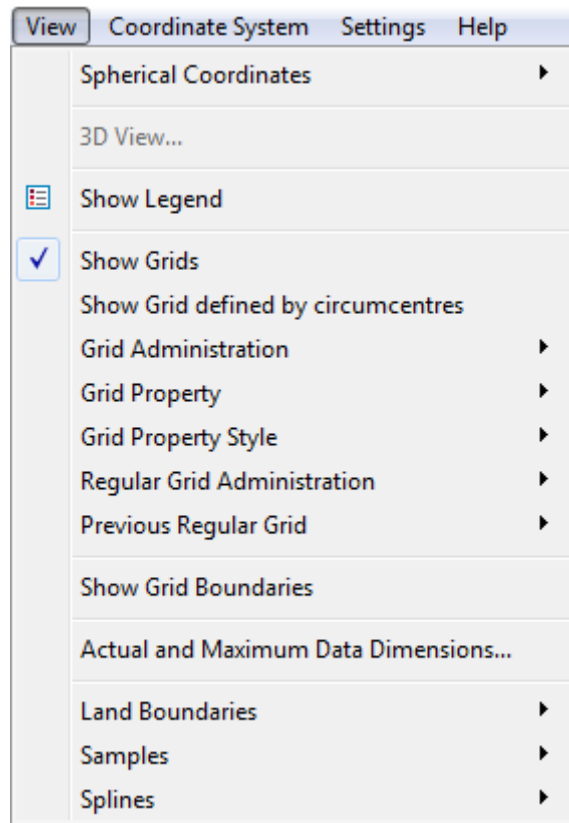 View Coordinate System Settings Help
Spherical Coordinates
3D View...
Show Legend
Show Grids
Show Grid defined by circumcentres
Grid Administration
Grid Property
Grid Property Style
Regular Grid Administration
Previous Regular Grid
Show Grid Boundaries
Actual and Maximum Data Dimensions...
Land Boundaries
Samples
Splines